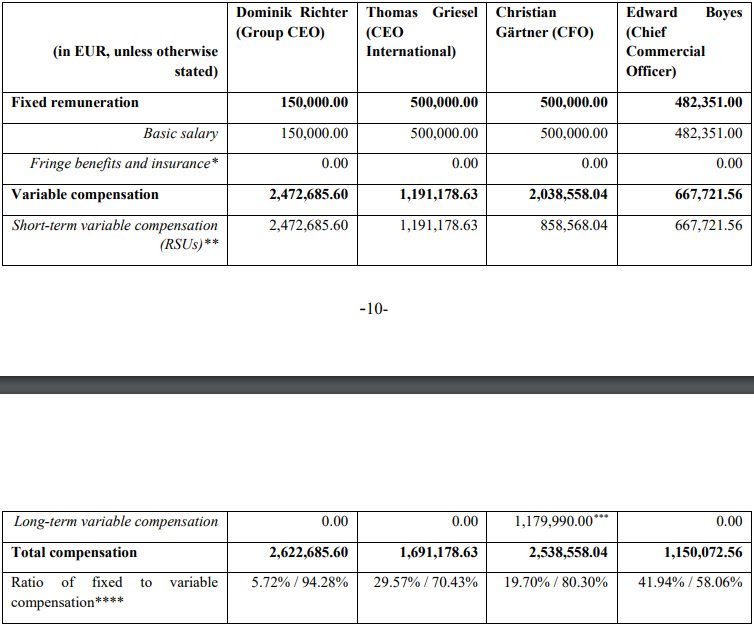 (in EUR, unless otherwise stated) Dominik Richter (Group CEO) Thomas Griesel (CEO International) Christian Gärtner (CFO) Edward Boyes (Chief Commercial Officer)
Fixed remuneration 150,000.00 500,000.00 500,000.00 482,351.00
Basic salary 150,000.00 500,000.00 500,000.00 482,351.00
Fringe benefits and insurance* 0.00 0.00 0.00 0.00
Variable compensation 2,472,685.60 1,191,178.63 2,038,558.04 667,721.56
Short-term variable compensation (RSUs)** 2,472,685.60 1,191,178.63 858,568.04 667,721.56
-10-
Long-term variable compensation 0.00 0.00 1,179,990.00*** 0.00
Total compensation 2,622,685.60 1,691,178.63 2,538,558.04 1,150,072.56
Ratio of fixed to variable compensation**** 5.72% / 94.28% 29.57% / 70.43% 19.70% / 80.30% 41.94% / 58.06%